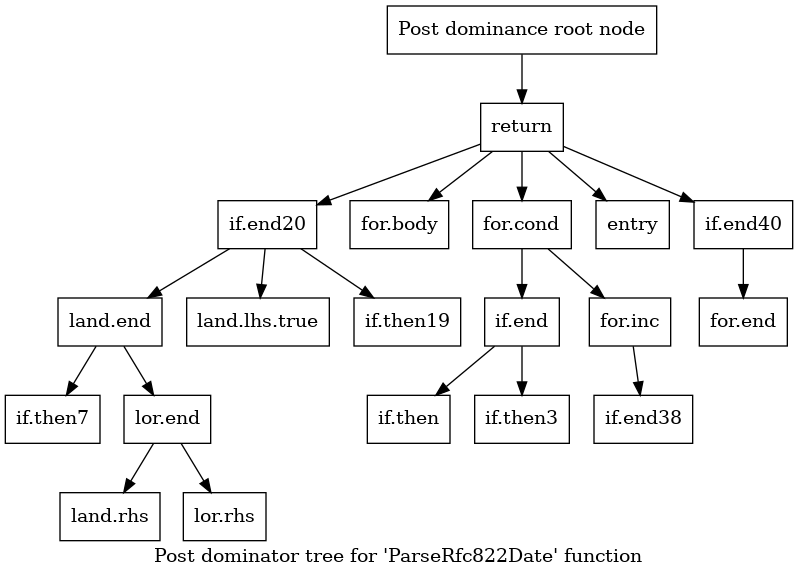 Post dominance root node
return
if.end20
for.body
for.cond
entry
if.end40
land.end
land.lhs.true
if.then19
if.end
for.inc
for.end
if.then7
lor.end
if.then
if.then3
if.end38
land.rhs
lor.rhs
Post dominator tree for 'ParseRfc822Date' function